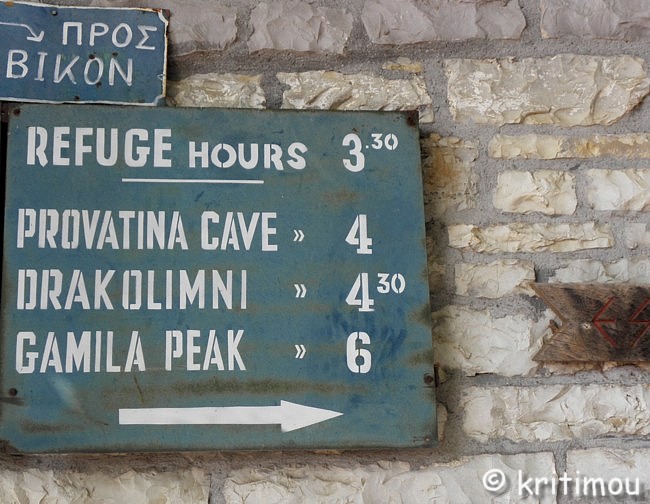 ΠΡΟΣ
ΒΙΚΟΝ
REFUGE HOURS 3.30
PROVATINA CAVE » 4
DRAKOLIMNI » 4 30
GAMILA PEAK » 6
© kritimou